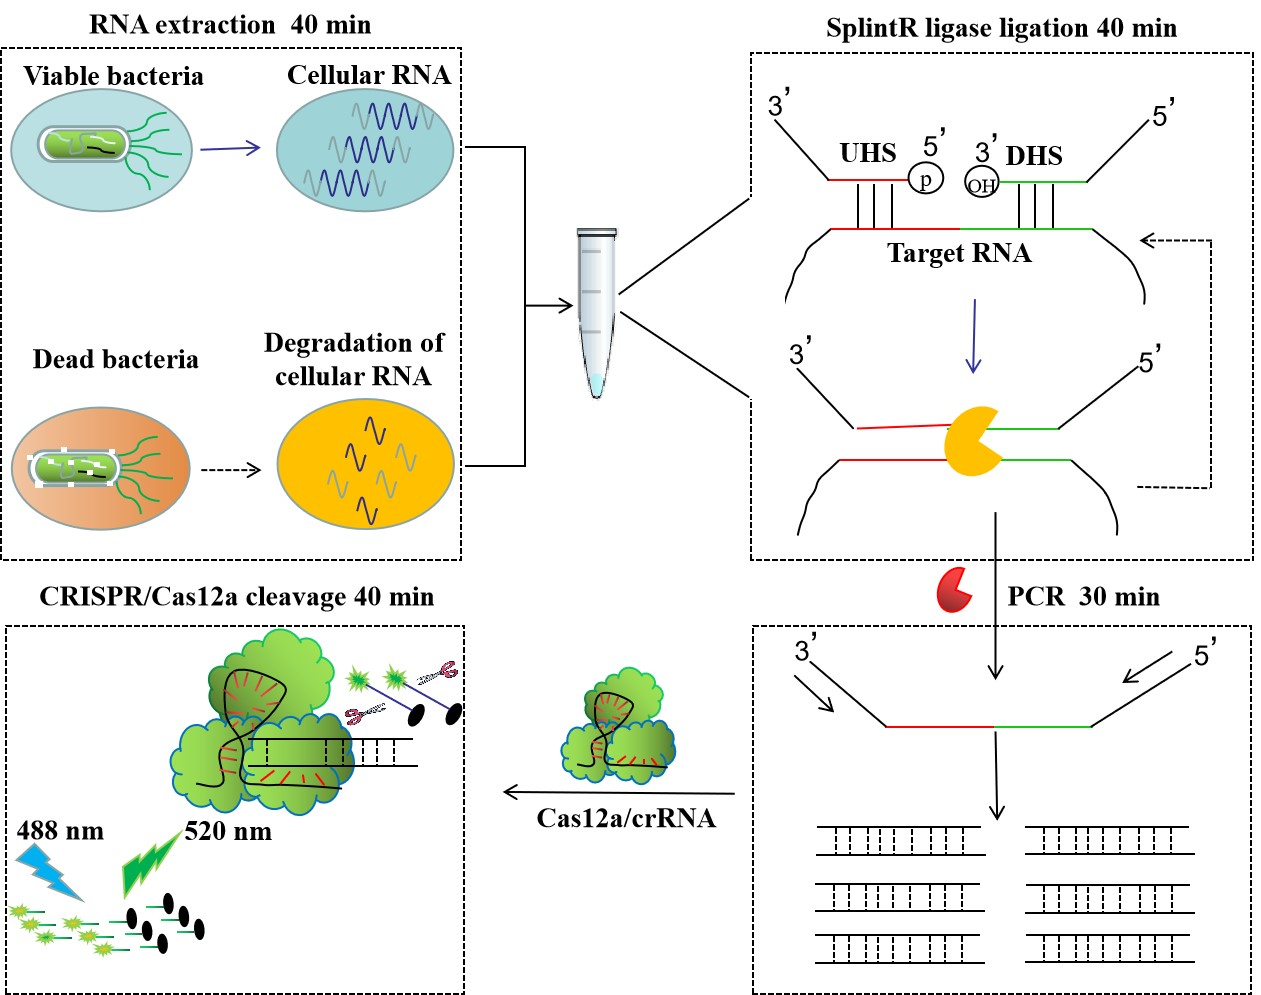 RNA extraction  40 min
Viable bacteria
Cellular RNA
Dead bacteria
Degradation of
cellular RNA
SplintR ligase ligation 40 min
3’
5’
UHS
5’
3’
DHS
p
OH
Target RNA
3’
5’
PCR  30 min
3’
5’
Cas12a/crRNA
CRISPR/Cas12a cleavage 40 min
488 nm
520 nm